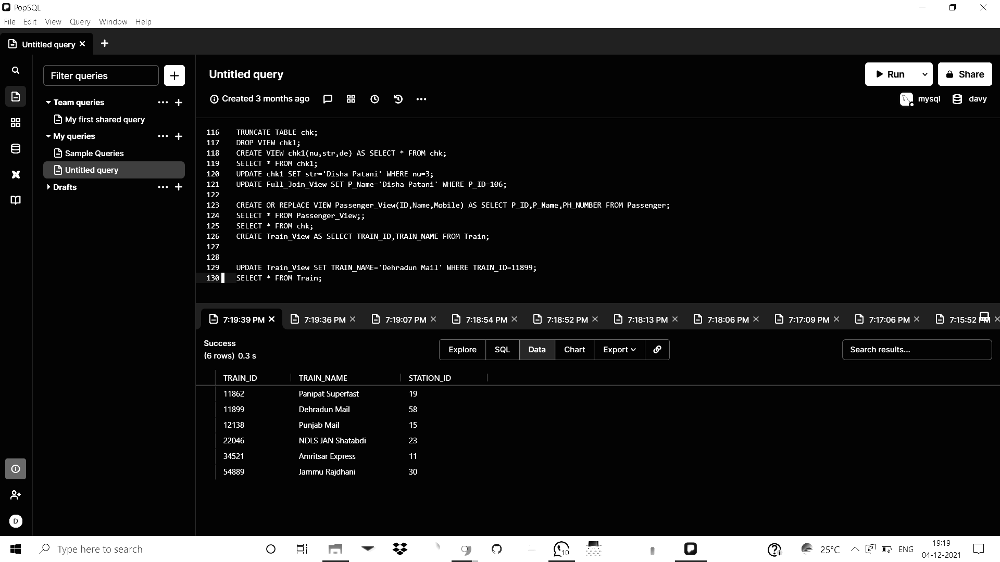 PopSQL
File Edit View Query Window Help
Untitled query
Filter queries
Team queries
My first shared query
My queries
Sample Queries
Untitled query
Drafts
D
Untitled query
Run
Share
Created 3 months ago
mysql
davy
116 TRUNCATE TABLE chk;
117 DROP VIEW chk1;
118 CREATE VIEW chk1(nu,str,de) AS SELECT * FROM chk;
119 SELECT * FROM chk1;
120 UPDATE chk1 SET str='Disha Patani' WHERE nu=3;
121 UPDATE Full_Join_View SET P_Name='Disha Patani' WHERE P_ID=106;
122
123 CREATE OR REPLACE VIEW Passenger_View(ID,Name,Mobile) AS SELECT P_ID,P_Name,PH_NUMBER FROM Passenger;
124 SELECT * FROM Passenger_View;;
125 SELECT * FROM chk;
126 CREATE Train_View AS SELECT TRAIN_ID,TRAIN_NAME FROM Train;
127
128
129 UPDATE Train_View SET TRAIN_NAME='Dehradun Mail' WHERE TRAIN_ID=11899;
130 SELECT * FROM Train;
7:19:39 PM 7:19:36 PM 7:19:07 PM 7:18:54 PM 7:18:52 PM 7:18:13 PM 7:18:06 PM 7:17:09 PM 7:17:06 PM 7:15:52 PM
Success
(6 rows) 0.3 s
Explore SQL Data Chart Export
Search results...
TRAIN_ID TRAIN_NAME STATION_ID
11862 Panipat Superfast 19
11899 Dehradun Mail 58
12138 Punjab Mail 15
22046 NDLS JAN Shatabdi 23
34521 Amritsar Express 11
54889 Jammu Rajdhani 30
Type here to search
10
25°C
ENG
19:19
04-12-2021